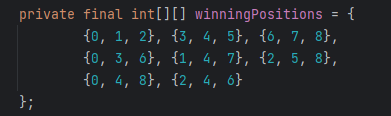 private final int[][] winningPositions = {
{0, 1, 2}, {3, 4, 5}, {6, 7, 8},
{0, 3, 6}, {1, 4, 7}, {2, 5, 8},
{0, 4, 8}, {2, 4, 6}
};